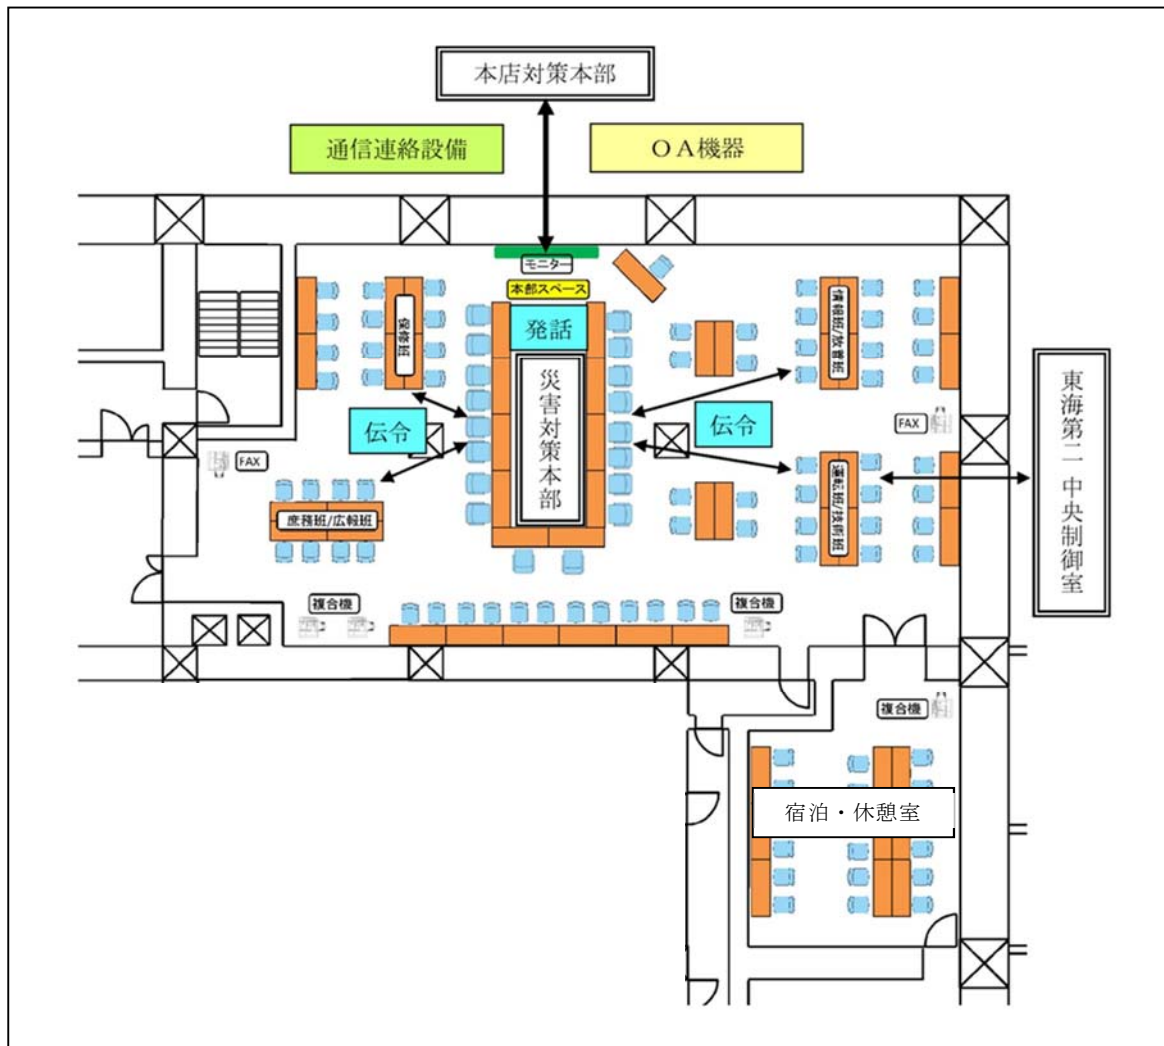 本店対策本部
通信連絡設備
ＯＡ機器
モニター
本部スペース
発話
災害対策本部
保修班
情報班/放管班
伝令
伝令
FAX
FAX
東海第二 中央制御室
運転班/技術班
庶務班/広報班
複合機
複合機
複合機
宿泊・休憩室